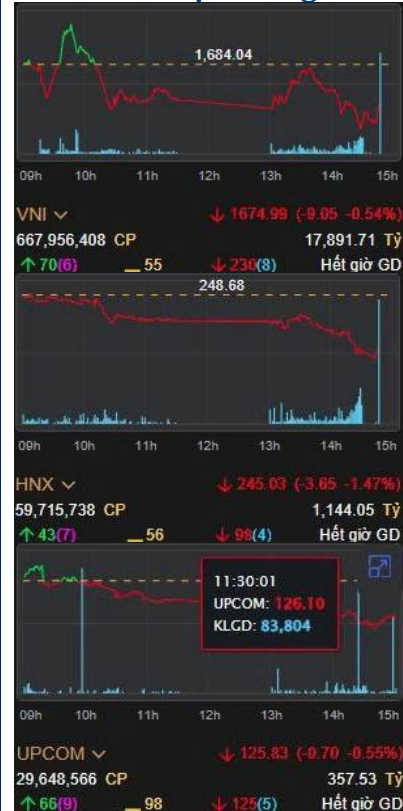 1,684.04
09h 10h 11h 12h 13h 14h 15h
VNI ↓ 1674.99 (-9.05 -0.54%)
667,956,408 CP 17,891.71 Tỷ
↑ 70(6) 55 ↓ 230(8) Hết giờ GD
248.68
09h 10h 11h 12h 13h 14h 15h
HNX ↓ 245.03 (-3.65 -1.47%)
59,715,738 CP 1,144.05 Tỷ
↑ 43(7) 56 ↓ 98(4) Hết giờ GD
11:30:01
UPCOM: 126.10
KLGD: 83,804
09h 10h 11h 12h 13h 14h 15h
UPCOM ↓ 125.83 (-0.70 -0.55%)
29,648,566 CP 357.53 Tỷ
↑ 66(9) 98 ↓ 125(5) Hết giờ GD